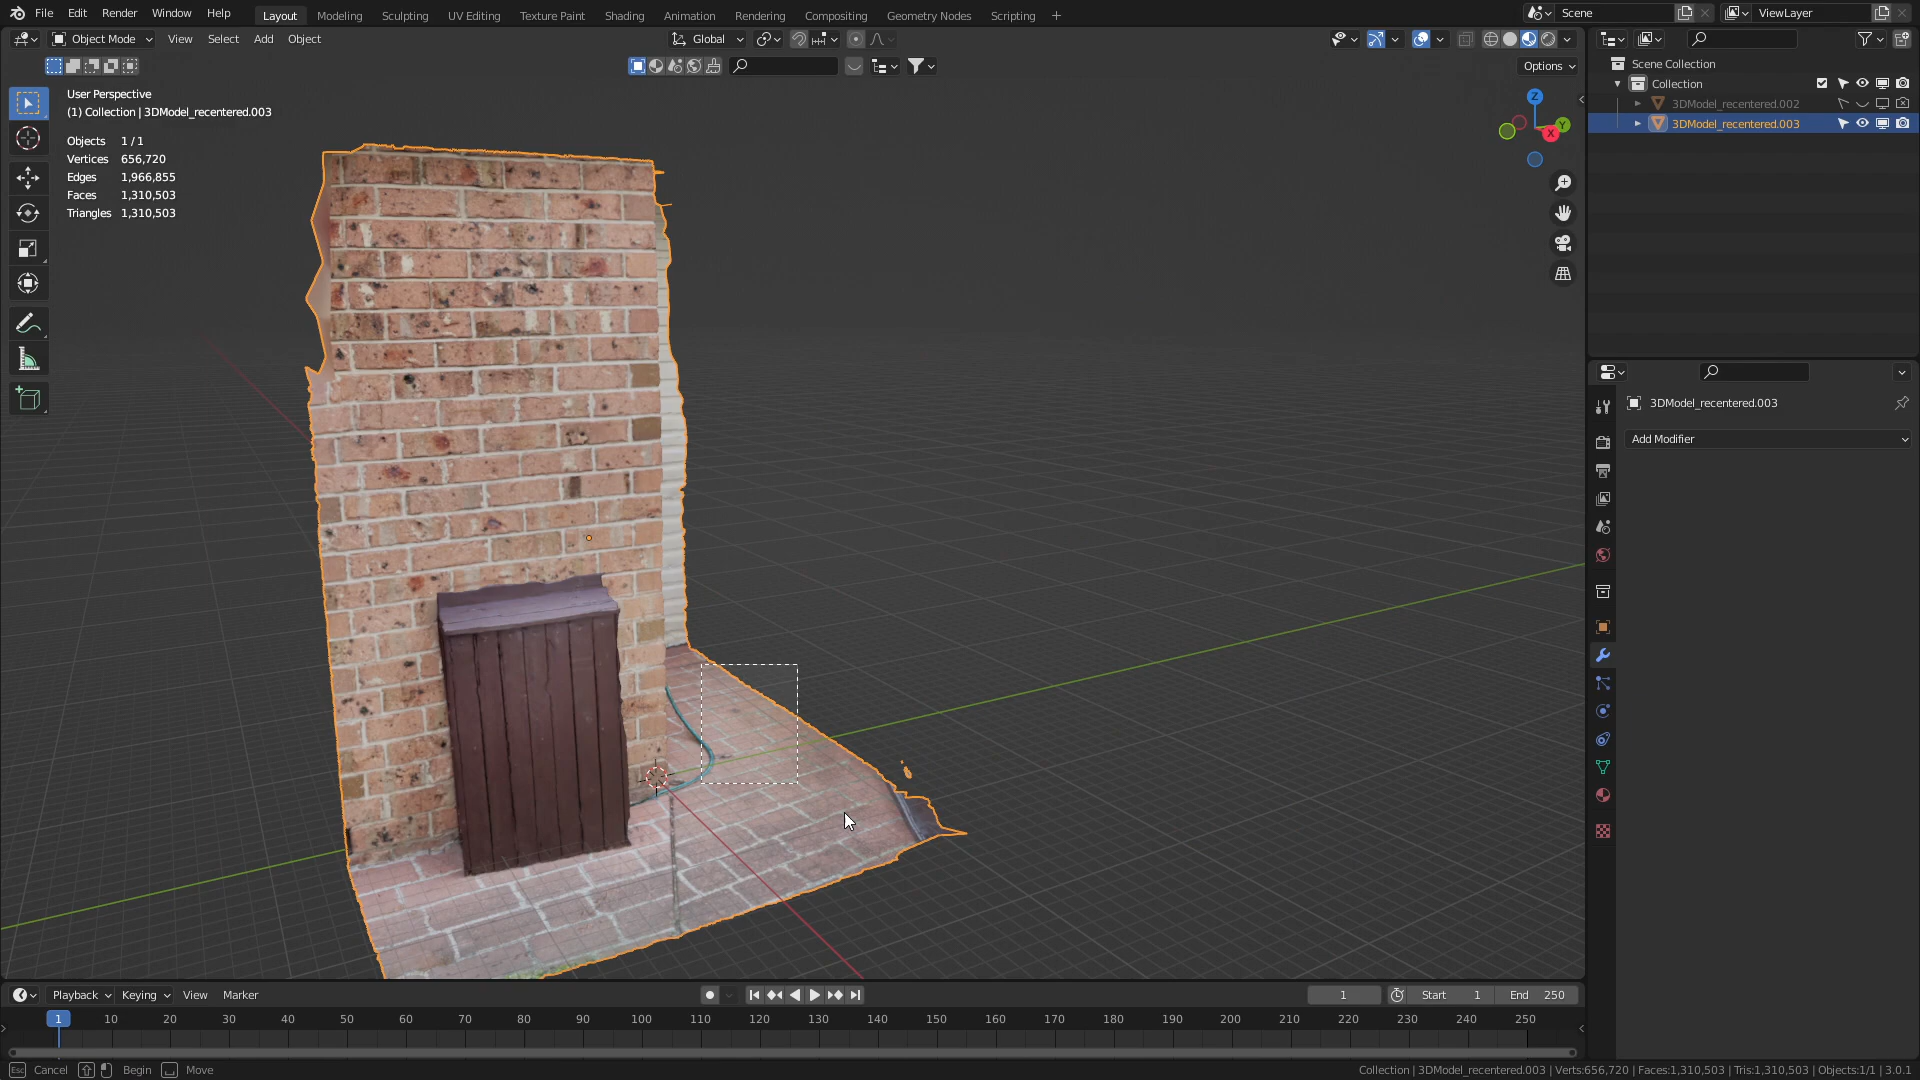 File Edit Render Window Help
Layout Modeling Sculpting UV Editing Texture Paint Shading Animation Rendering Compositing Geometry Nodes Scripting +
Scene ViewLayer
Object Mode View Select Add Object Global
Options
User Perspective
(1) Collection | 3DModel_recentered.003
Objects 1 / 1
Vertices 656,720
Edges 1,966,855
Faces 1,310,503
Triangles 1,310,503
Z
Y
X
Scene Collection
Collection
3DModel_recentered.002
3DModel_recentered.003
3DModel_recentered.003
Add Modifier
Playback Keying View Marker
1 Start 1 End 250
1 10 20 30 40 50 60 70 80 90 100 110 120 130 140 150 160 170 180 190 200 210 220 230 240 250
Esc Cancel Begin Move
Collection | 3DModel_recentered.003 | Verts:656,720 | Faces:1,310,503 | Tris:1,310,503 | Objects:1/1 | 3.0.1